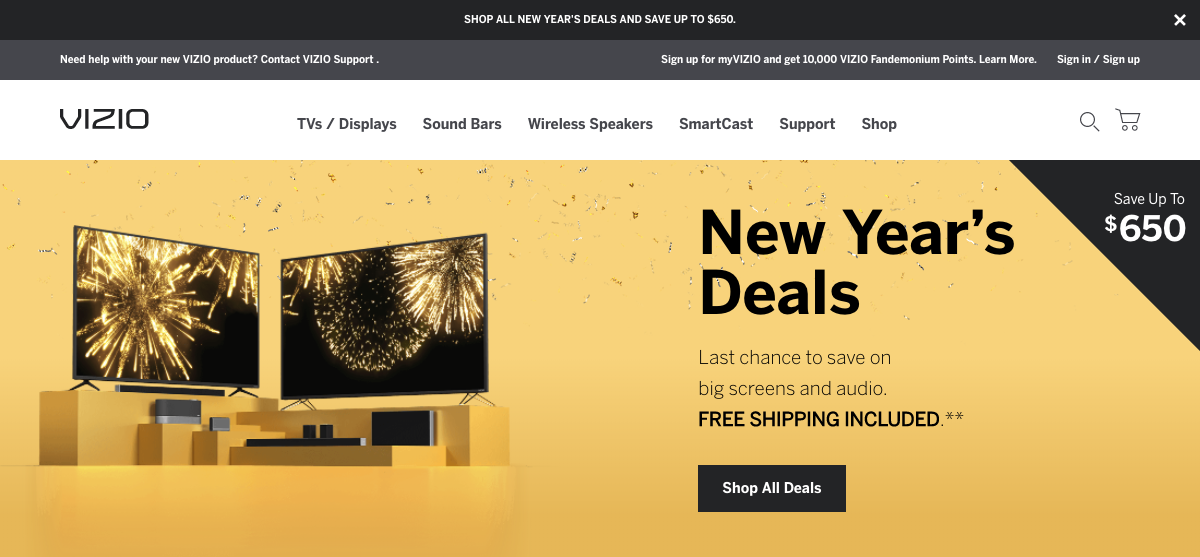 SHOP ALL NEW YEAR'S DEALS AND SAVE UP TO $650.
Need help with your new VIZIO product? Contact VIZIO Support .
Sign up for myVIZIO and get 10,000 VIZIO Fandemonium Points. Learn More.
Sign in / Sign up
VIZIO
TVs / Displays
Sound Bars
Wireless Speakers
SmartCast
Support
Shop
Save Up To
$650
New Year’s
Deals
Last chance to save on
big screens and audio.
FREE SHIPPING INCLUDED.**
Shop All Deals